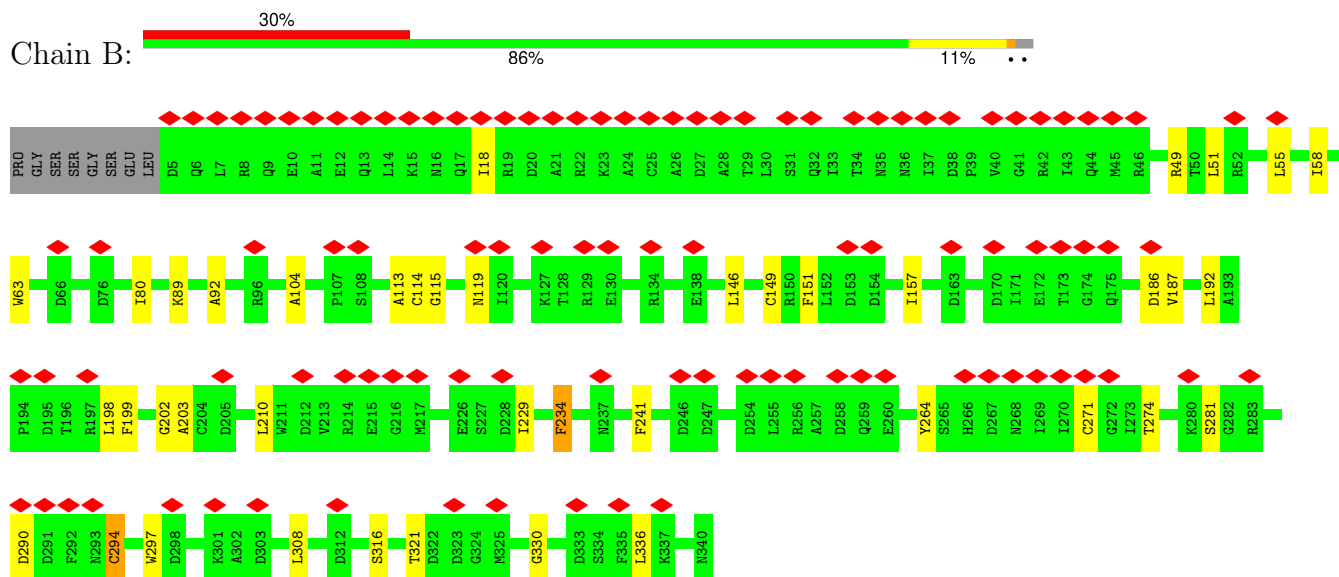 30%
Chain B:
86% 11% • •
PRO GLY SER SER GLY SER GLU LEU D5 Q6 L7 R8 Q9 E10 A11 E12 Q13 L14 K15 N16 Q17 I18 R19 D20 A21 R22 K23 A24 C25 A26 D27 A28 T29 L30 S31 Q32 I33 T34 N35 N36 I37 D38 P39 V40 G41 R42 I43 Q44 M45 R46 R49 T50 L51 R52 L55 I58
W63 D66 D76 I80 K89 A92 R96 A104 P107 S108 A113 C114 G115 N119 I120 K127 T128 R129 E130 R134 E138 L146 C149 R150 F151 L152 D153 D154 I157 D163 D170 I171 E172 T173 G174 Q175 D186 V187 L192 A193
P194 D195 T196 R197 L198 F199 G202 A203 C204 D205 L210 W211 D212 V213 R214 E215 G216 M217 E226 S227 D228 I229 F234 N237 F241 D246 D247 D254 L255 R256 A257 D258 Q259 E260 Y264 S265 H266 D267 N268 I269 I270 C271 G272 I273 T274 K280 S281 G282 R283
D290 D291 F292 N293 C294 W297 D298 K301 A302 D303 L308 D312 S316 T321 D322 D323 G324 M325 G330 D333 S334 F335 L336 K337 N340